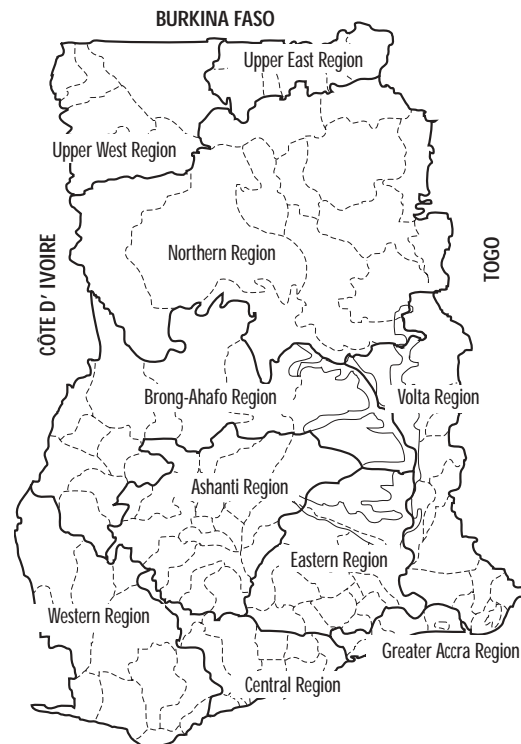 BURKINA FASO
Upper East Region
Upper West Region
Northern Region
CÔTE D' IVOIRE
TOGO
Brong-Ahafo Region
Volta Region
Ashanti Region
Eastern Region
Western Region
Greater Accra Region
Central Region